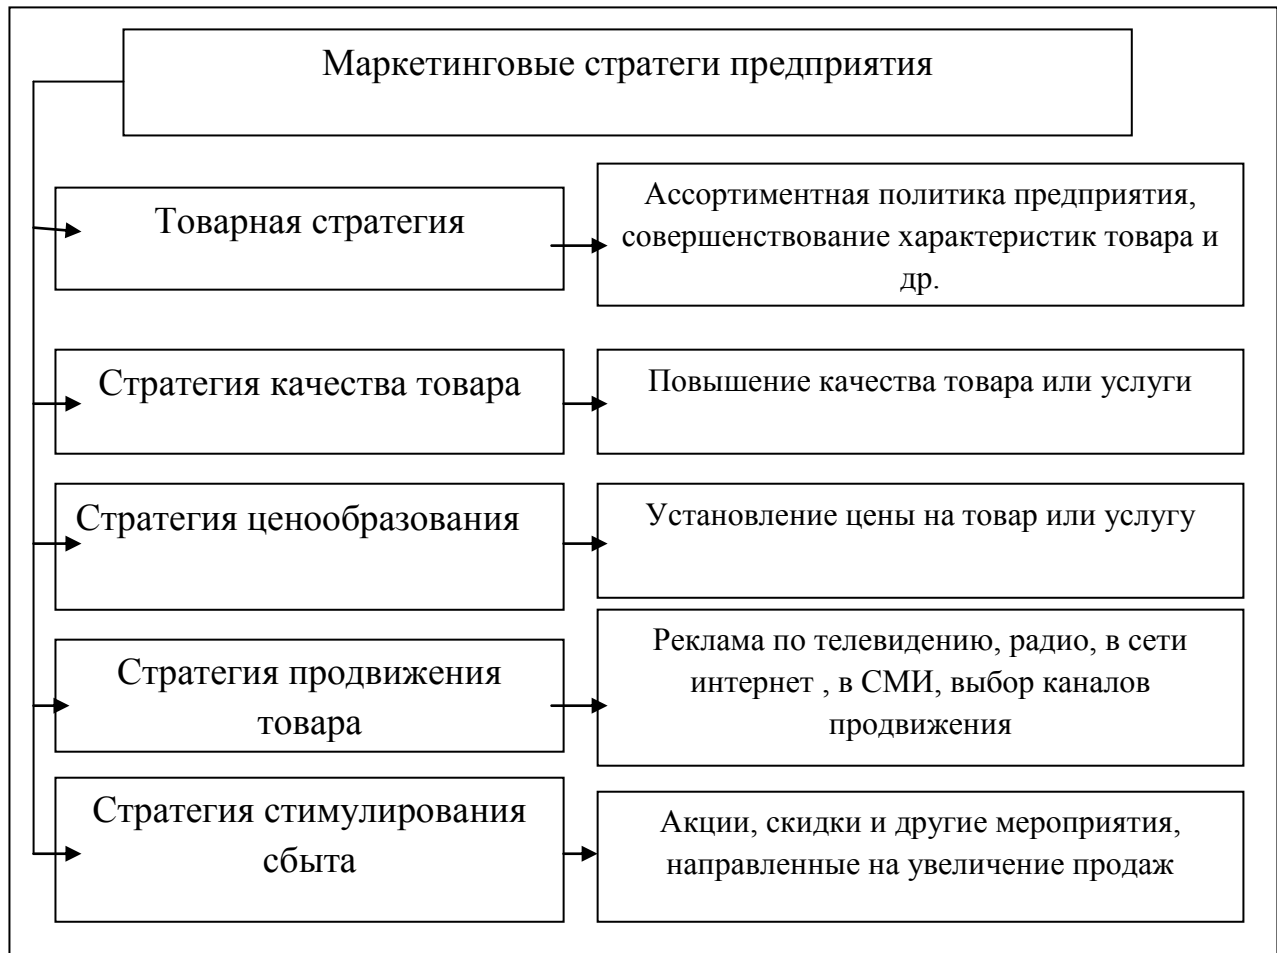 Маркетинговые стратеги предприятия
Товарная стратегия
Ассортиментная политика предприятия,
совершенствование характеристик товара и
др.
Стратегия качества товара
Повышение качества товара или услуги
Стратегия ценообразования
Установление цены на товар или услугу
Стратегия продвижения
товара
Реклама по телевидению, радио, в сети
интернет , в СМИ, выбор каналов
продвижения
Стратегия стимулирования
сбыта
Акции, скидки и другие мероприятия,
направленные на увеличение продаж